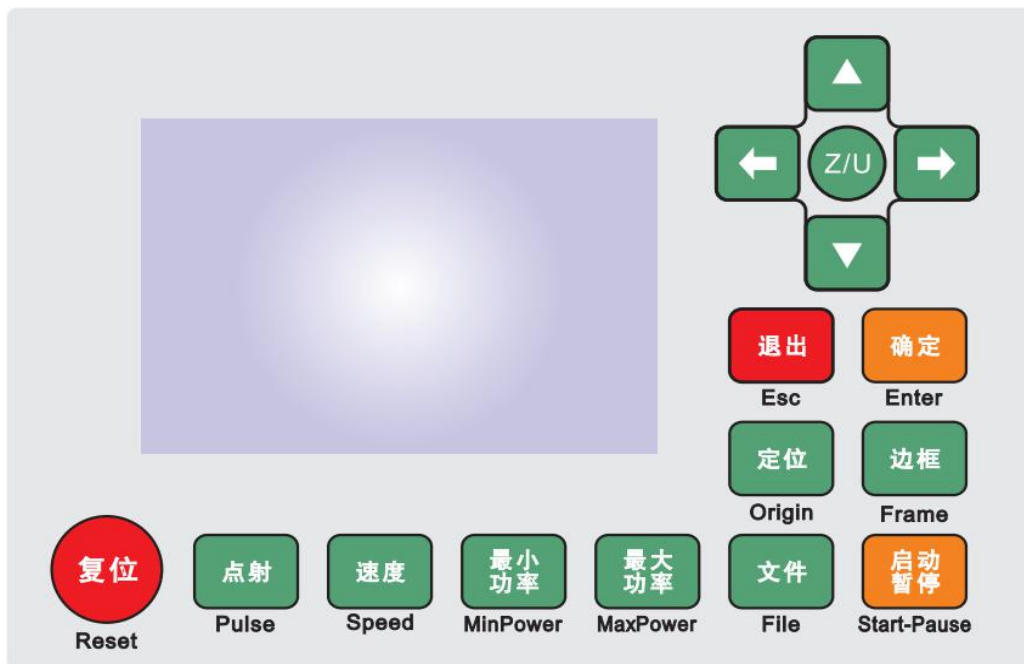 Z/U
退出
确定
Esc
Enter
定位
边框
Origin
Frame
复位
Reset
点射
Pulse
速度
Speed
最小
功率
MinPower
最大
功率
MaxPower
文件
File
启动
暂停
Start-Pause